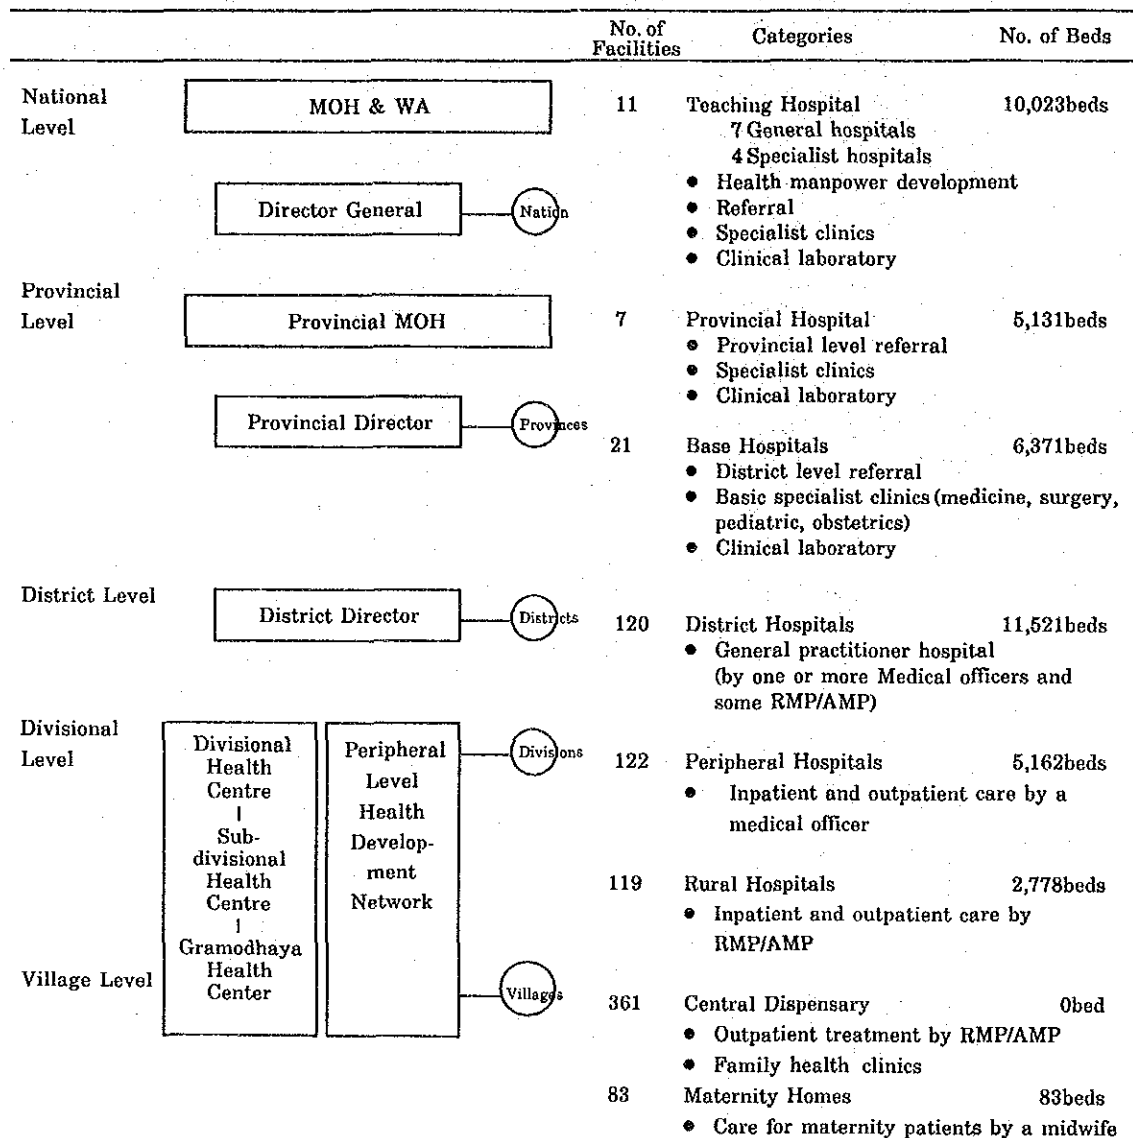 No. of Facilities Categories No. of Beds
National Level
MOH & WA
Director General
Nation
11 Teaching Hospital 10,023beds
7 General hospitals
4 Specialist hospitals
• Health manpower development
• Referral
• Specialist clinics
• Clinical laboratory
Provincial Level
Provincial MOH
Provincial Director
Provinces
7 Provincial Hospital 5,131beds
• Provincial level referral
• Specialist clinics
• Clinical laboratory
21 Base Hospitals 6,371beds
• District level referral
• Basic specialist clinics (medicine, surgery,
pediatric, obstetrics)
• Clinical laboratory
District Level
District Director
Districts
120 District Hospitals 11,521beds
• General practitioner hospital
(by one or more Medical officers and
some RMP/AMP)
Divisional Level
Divisional
Health
Centre
Sub-
divisional
Health
Centre
Gramodhaya
Health
Center
Peripheral
Level
Health
Develop-
ment
Network
Divisions
122 Peripheral Hospitals 5,162beds
• Inpatient and outpatient care by a
medical officer
119 Rural Hospitals 2,778beds
• Inpatient and outpatient care by
RMP/AMP
Village Level
Villages
361 Central Dispensary 0bed
• Outpatient treatment by RMP/AMP
• Family health clinics
83 Maternity Homes 83beds
• Care for maternity patients by a midwife